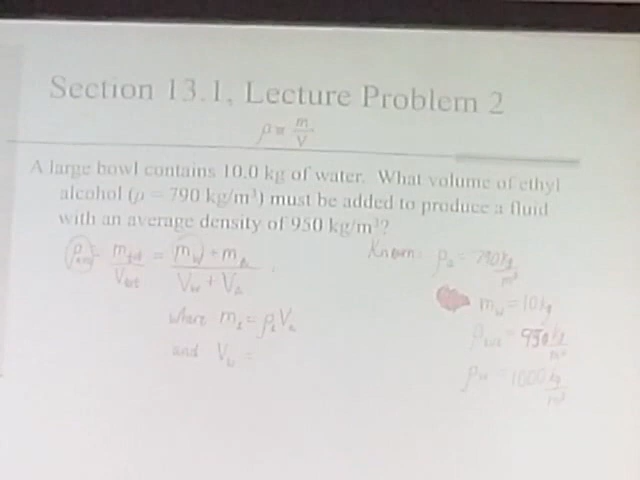 Section 13.1, Lecture Problem 2
ρ = m/V
A large bowl contains 10.0 kg of water. What volume of ethyl
alcohol (ρ = 790 kg/m³) must be added to produce a fluid
with an average density of 950 kg/m³?
= m_tot/V_tot = m_w + m_a / V_w + V_a
where m_a = ρ_a V_a
and V_w =
Known: ρ_a = 790 kg/m³
m_w = 10 kg
ρ = 950 kg/m³
ρ_w = 1000 kg/m³